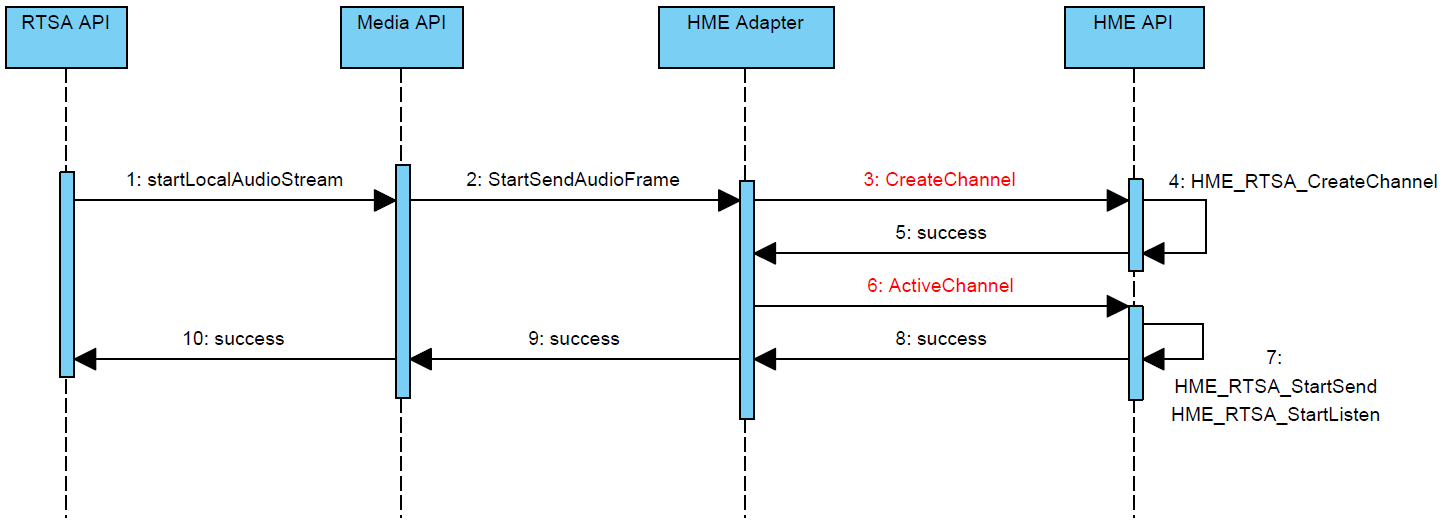 RTSA API
Media API
HME Adapter
HME API
1: startLocalAudioStream
2: StartSendAudioFrame
3: CreateChannel
4: HME_RTSA_CreateChannel
5: success
6: ActiveChannel
10: success
9: success
8: success
7:
HME_RTSA_StartSend
HME_RTSA_StartListen